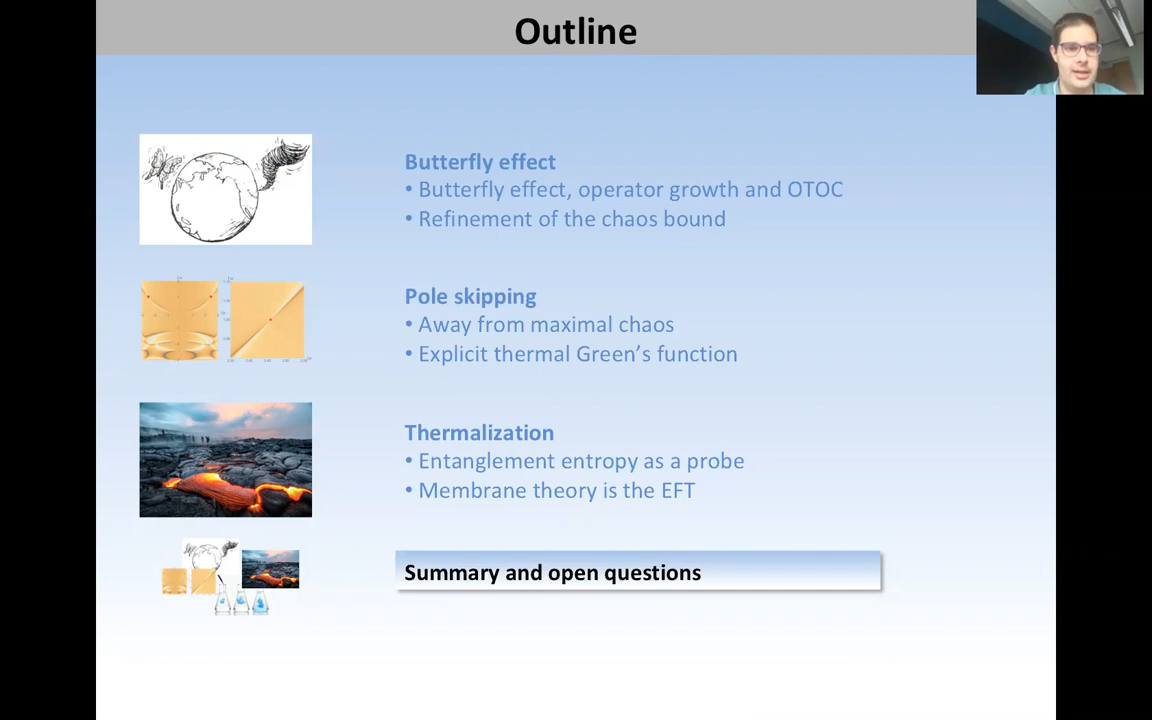 Outline
Butterfly effect
• Butterfly effect, operator growth and OTOC
• Refinement of the chaos bound
Pole skipping
• Away from maximal chaos
• Explicit thermal Green’s function
Thermalization
• Entanglement entropy as a probe
• Membrane theory is the EFT
Summary and open questions